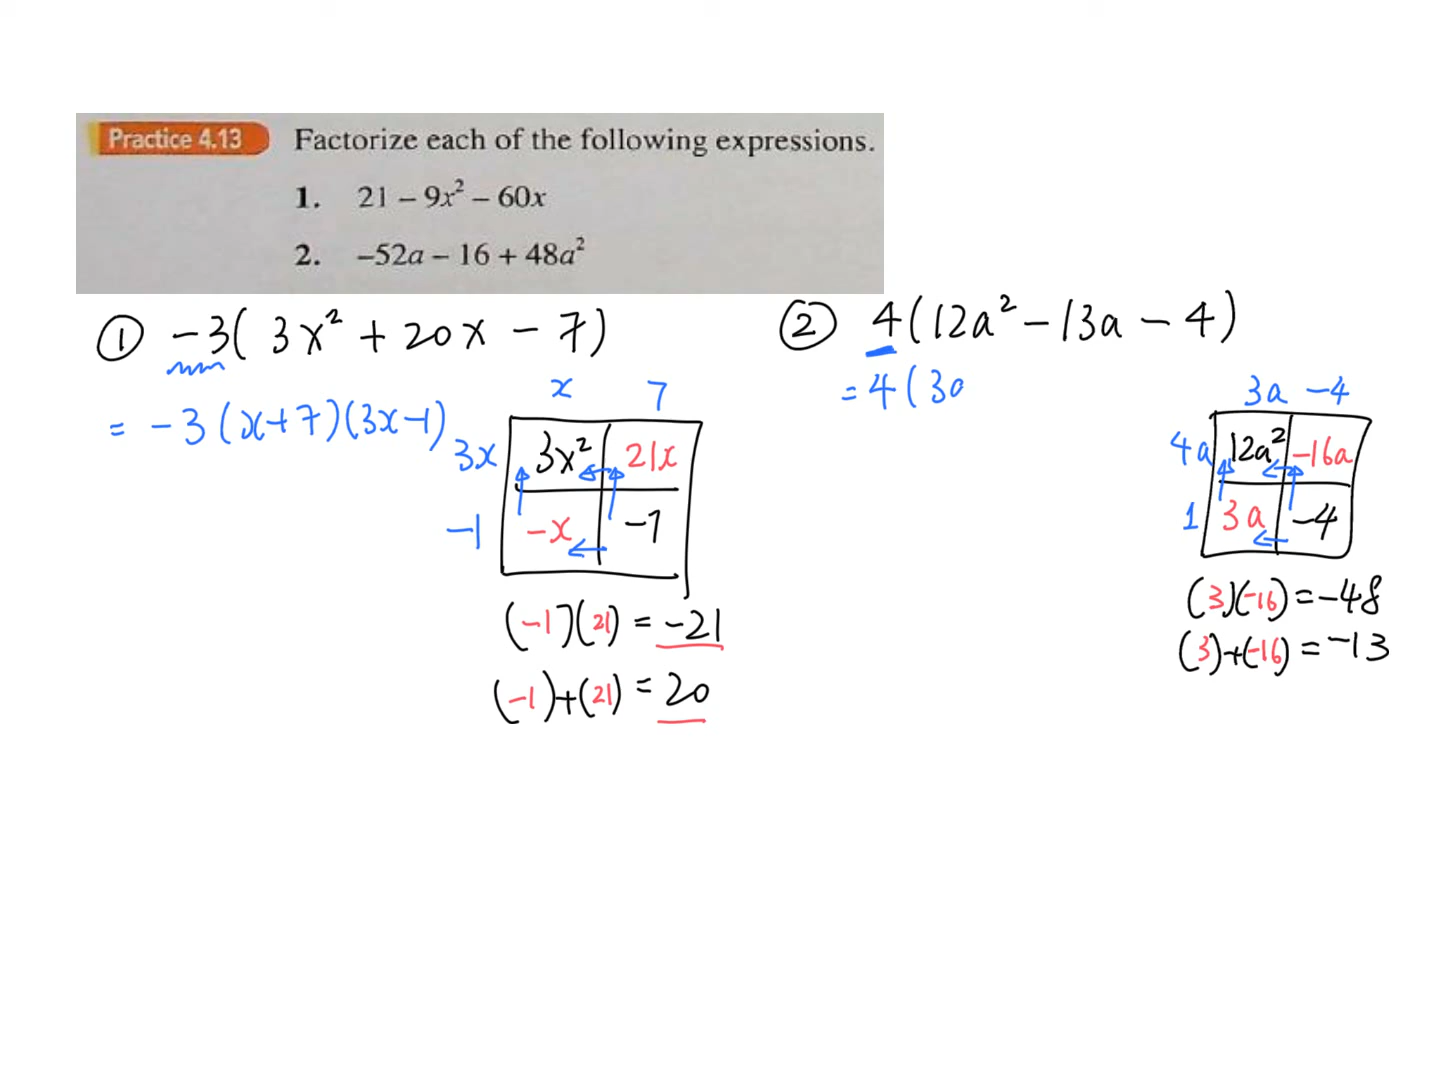 Practice 4.13 Factorize each of the following expressions.
1. 21 – 9x² – 60x
2. –52a – 16 + 48a²
① -3(3x² + 20x - 7)
= -3(x+7)(3x-1)
x 7
3x 3x² 21x
-1 -x -7
(-1)(21) = -21
(-1)+(21) = 20
② 4(12a² - 13a - 4)
= 4(3a
3a -4
4a 12a² -16a
1 3a -4
(3)(-16) = -48
(3)+(-16) = -13